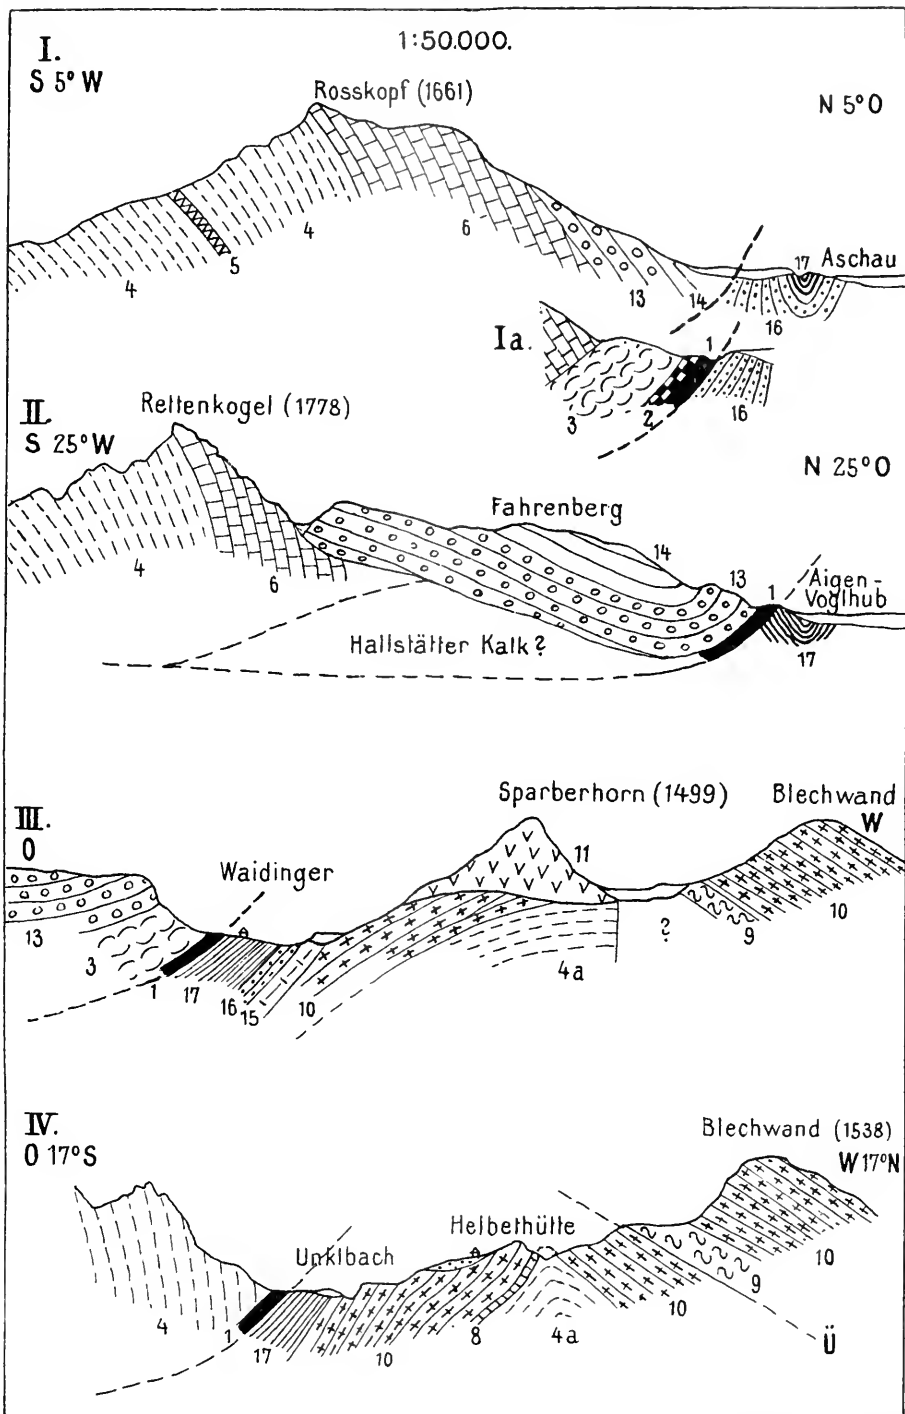 1:50.000.
I.
S 5° W
Rosskopf (1661)
N 5° O
4
5
4
6
13
14
17
Aschau
16
Ia.
1
3
2
16
II.
S 25° W
Rettenkogel (1778)
N 25° O
Fahrenberg
14
13
1
Aigen-
Voglhub
4
6
Hallstätter Kalk?
17
III.
O
Sparberhorn (1499)
Blechwand
W
Waidinger
11
13
3
1
17
16
15
10
4a
?
9
10
IV.
O 17° S
Blechwand (1538)
W 17° N
Unklbach
Helbethütte
4
1
17
10
8
4a
10
9
10
Ü